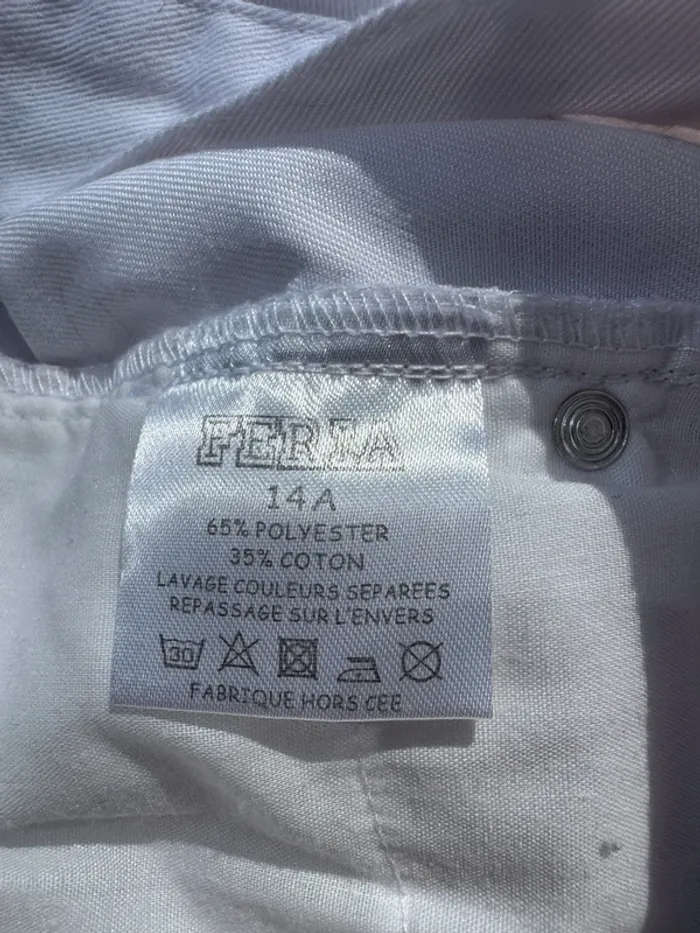 FERIA
14A
65% POLYESTER
35% COTON
LAVAGE COULEURS SEPAREES
REPASSAGE SUR L'ENVERS
30
FABRIQUE HORS CEE